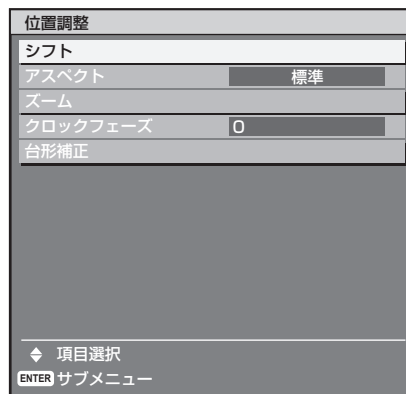 位置調整
シフト
アスペクト 標準
ズーム
クロックフェーズ 0
台形補正
項目選択
ENTER サブメニュー